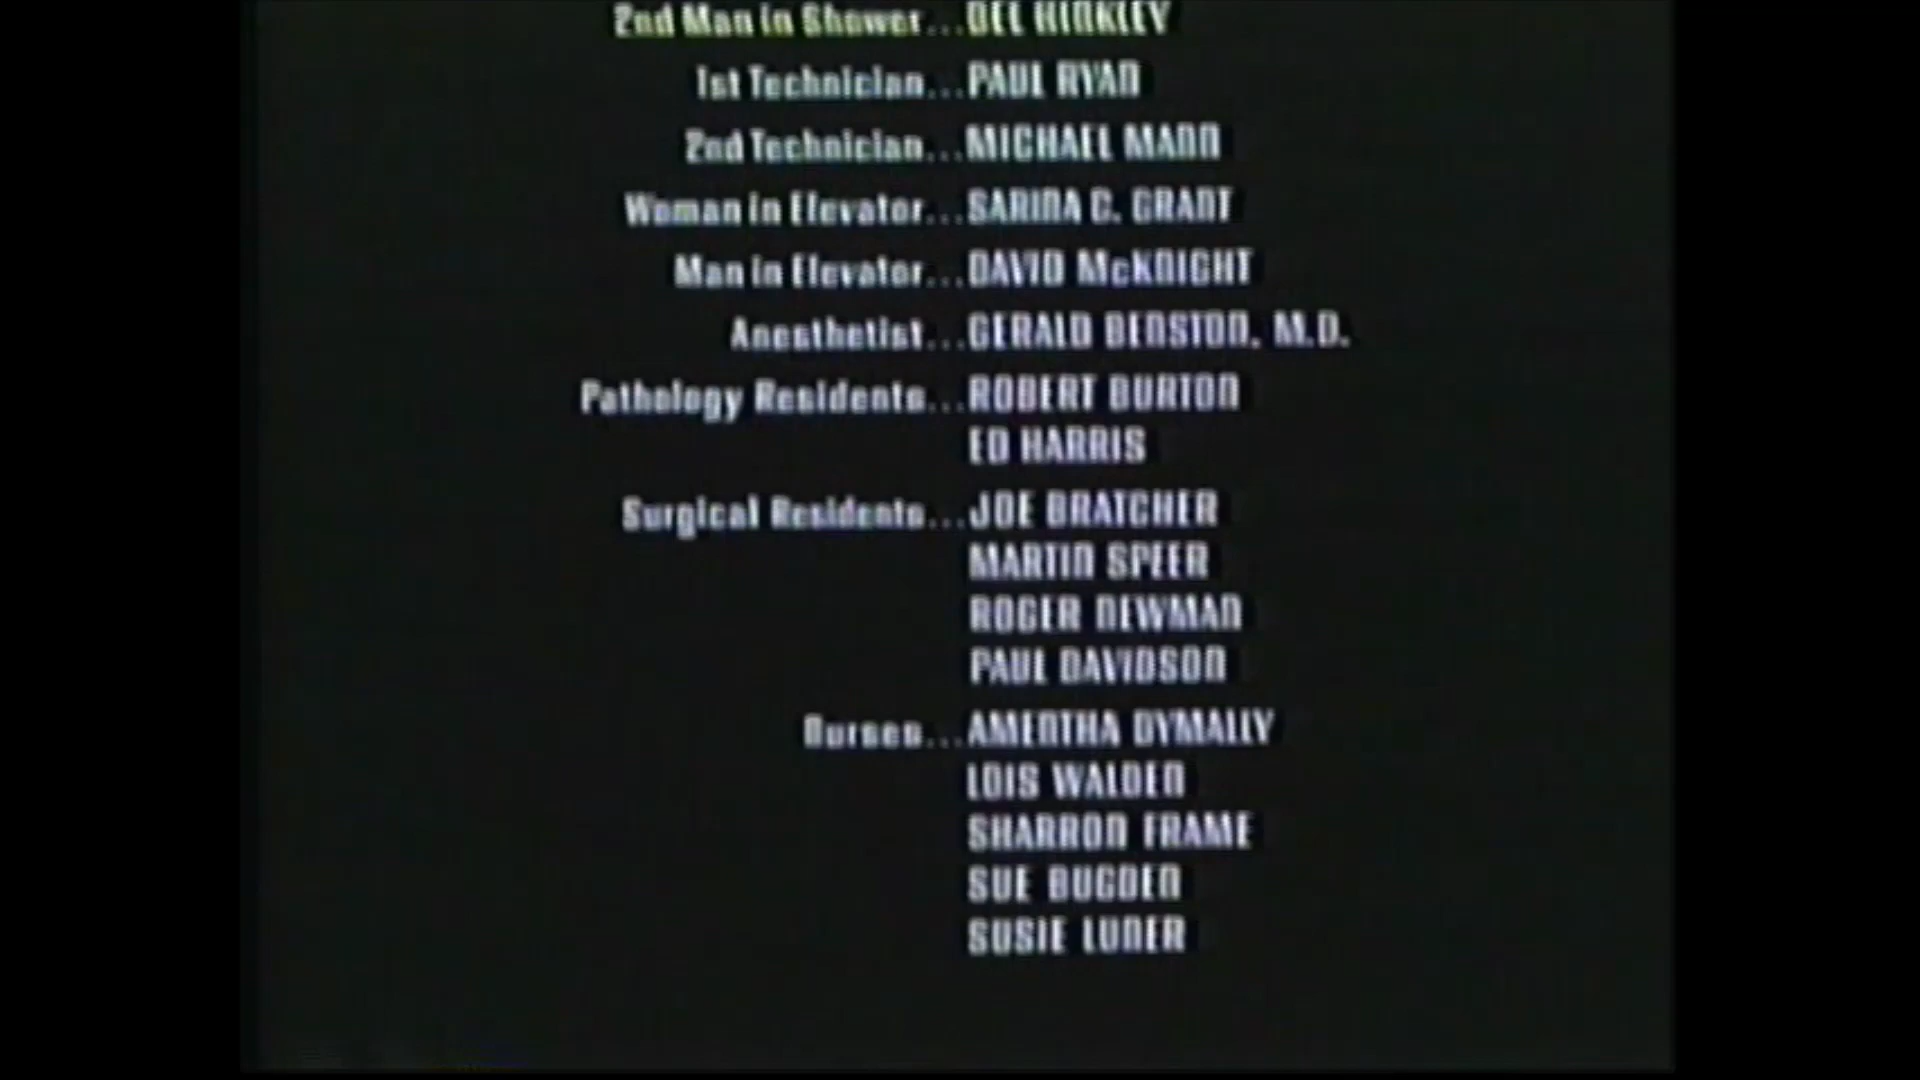 2nd Man in Shower...DEL HINKLEY
1st Technician...PAUL RYAN
2nd Technician...MICHAEL MANN
Woman in Elevator...SARINA C. GRANT
Man in Elevator...DAVID McKNIGHT
Anesthetist...GERALD BENSTON, M.D.
Pathology Residents...ROBERT BURTON
ED HARRIS
Surgical Residents...JOE BRATCHER
MARTIN SPEER
ROGER NEWMAN
PAUL DAVIDSON
Nurses...AMENTHA DYMALLY
LOIS WALDEN
SHARRON FRAME
SUE BUGDEN
SUSIE LUNER